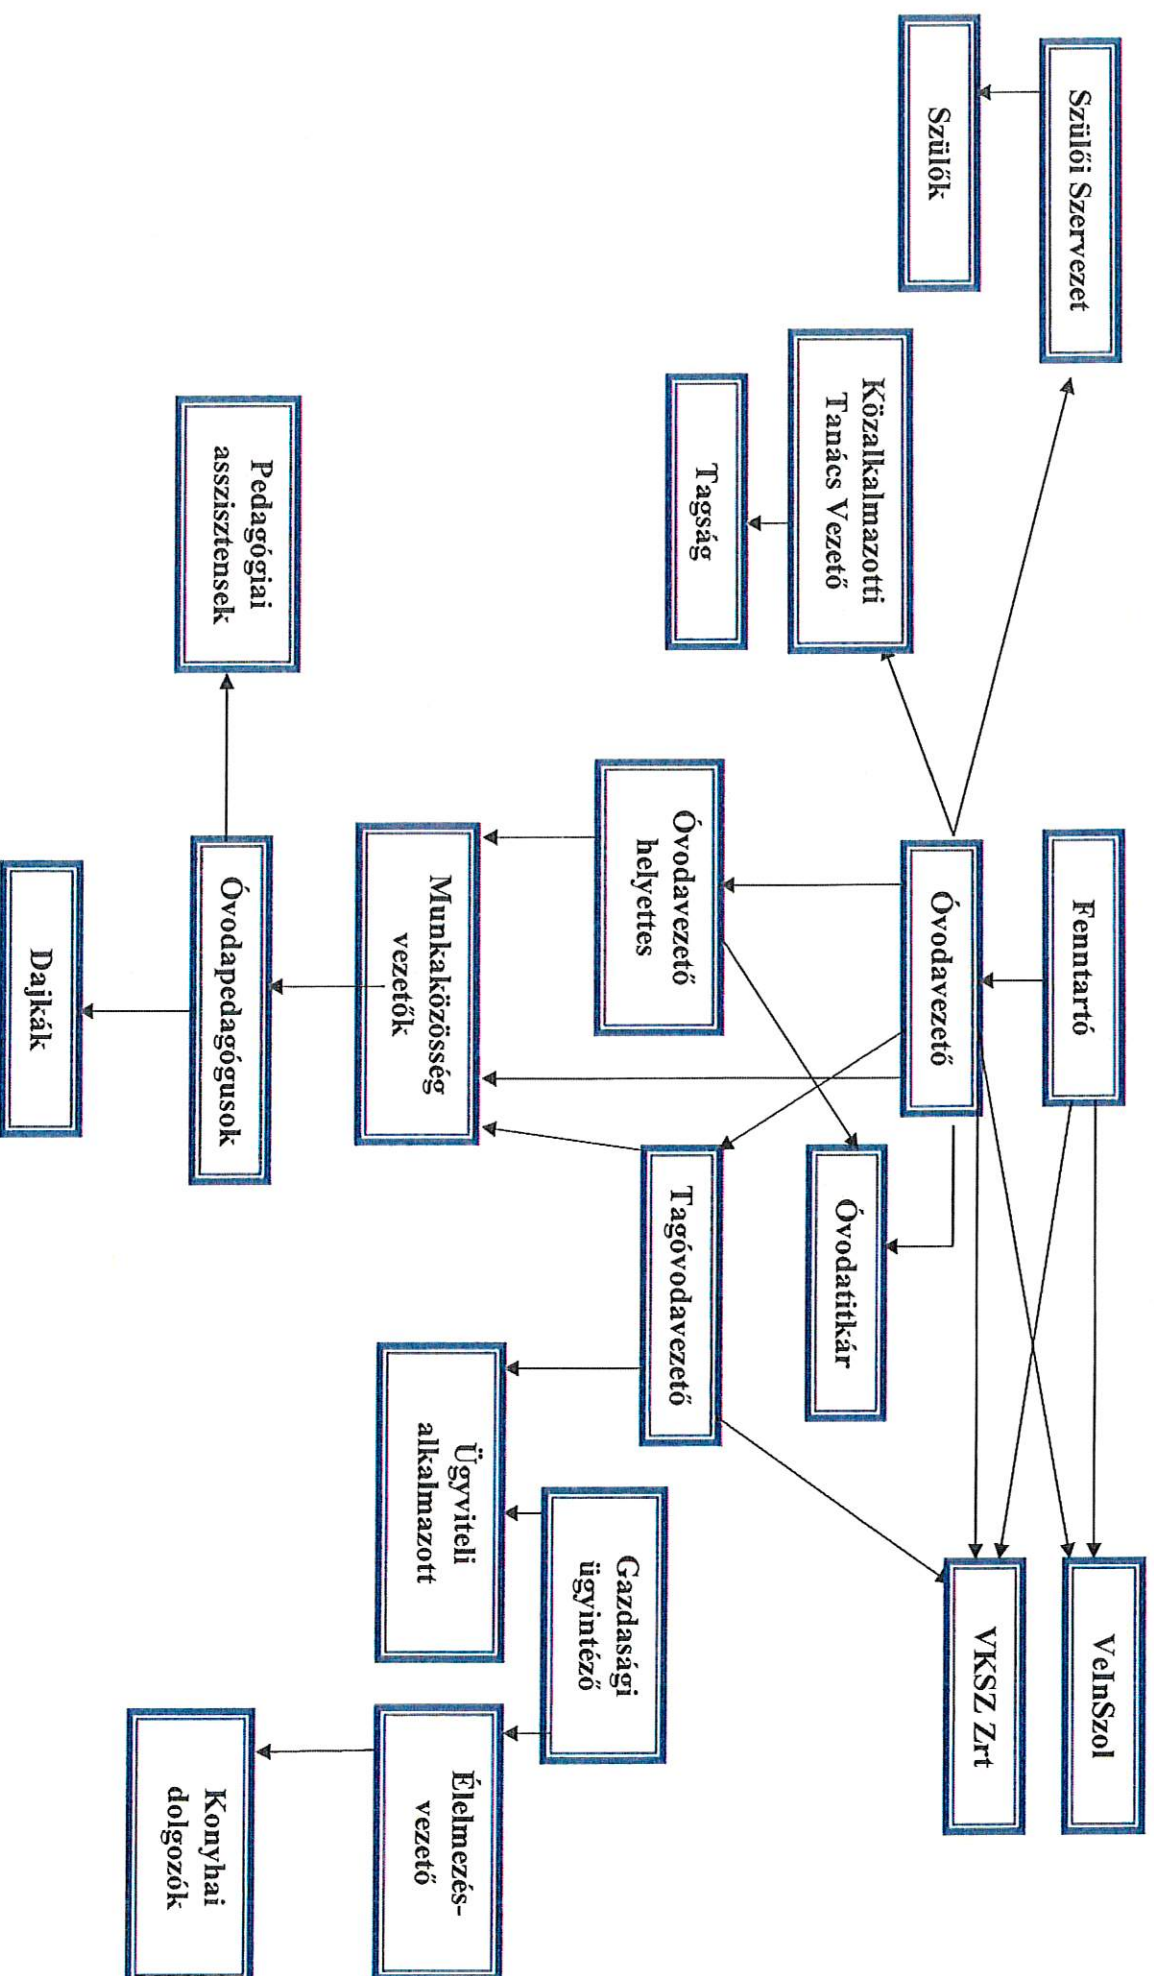 Szülői Szervezet
Fenntartó
VeInSzol
Szülők
Óvodavezető
VKSZ Zrt
Közalkalmazotti
Tanács Vezető
Óvodatitkár
Tagság
Óvodavezető
helyettes
Tagóvodavezető
Gazdasági
ügyintéző
Munkaközösség
vezetők
Ügyviteli
alkalmazott
Élelmezés-
vezető
Pedagógiai
asszisztensek
Óvodapedagógusok
Konyhai
dolgozók
Dajkák